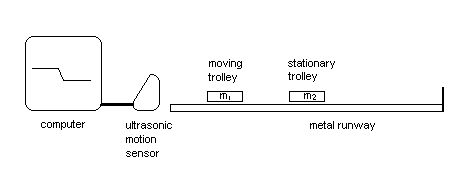 moving
trolley
stationary
trolley
m₁
m₂
computer
ultrasonic
motion
sensor
metal runway